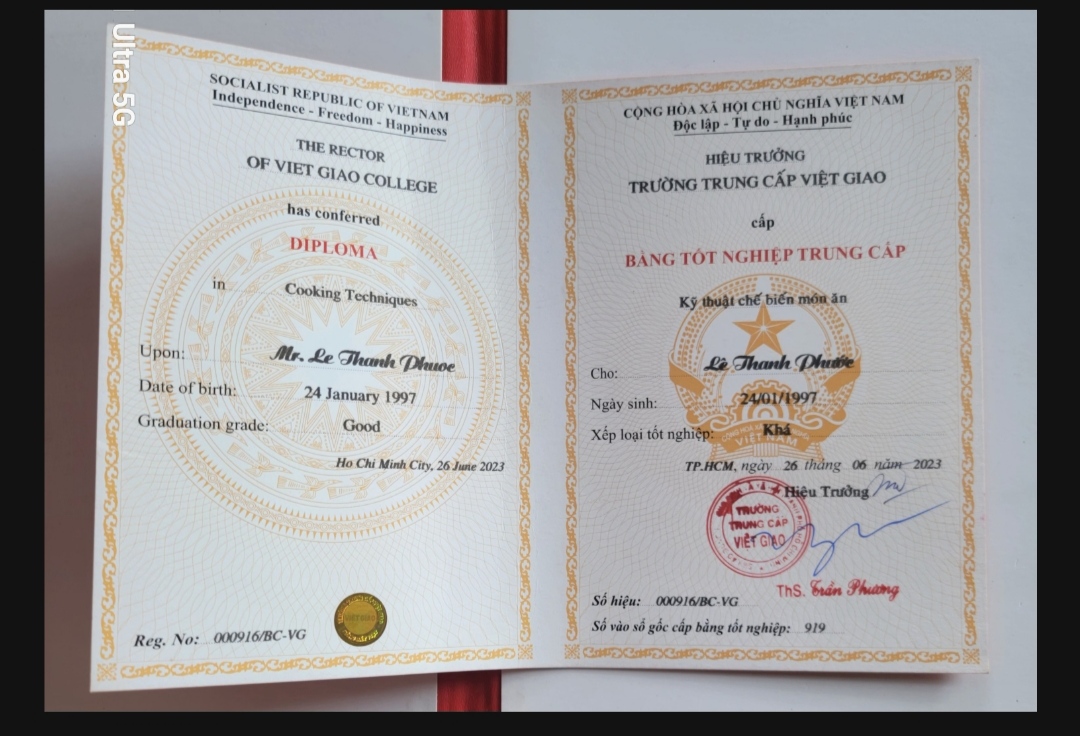 Ultra 5G
SOCIALIST REPUBLIC OF VIETNAM
Independence - Freedom - Happiness
THE RECTOR
OF VIET GIAO COLLEGE
has conferred
DIPLOMA
in Cooking Techniques
Upon: Mr. Le Thanh Phuoc
Date of birth: 24 January 1997
Graduation grade: Good
Ho Chi Minh City, 26 June 2023
Reg. No: 000916/BC-VG
CỘNG HÒA XÃ HỘI CHỦ NGHĨA VIỆT NAM
Độc lập - Tự do - Hạnh phúc
HIỆU TRƯỞNG
TRƯỜNG TRUNG CẤP VIỆT GIAO
cấp
BẰNG TỐT NGHIỆP TRUNG CẤP
Kỹ thuật chế biến món ăn
Cho: Lê Thanh Phước
Ngày sinh: 24/01/1997
Xếp loại tốt nghiệp: Khá
VIỆT NAM
TP.HCM, ngày 26 tháng 06 năm 2023
Hiệu Trưởng
TRƯỜNG
TRUNG CẤP
VIỆT GIAO
ThS. Trần Phương
Số hiệu: 000916/BC-VG
Số vào sổ gốc cấp bằng tốt nghiệp: 919